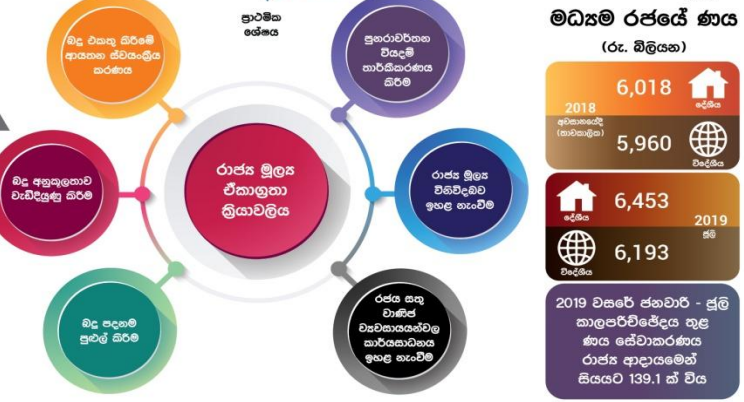 ප්‍රාථමික
ශේෂය
බදු එකතු කිරීමේ
ආයතන ස්වයංක්‍රීය
කරණය
පුනරාවර්තන
වියදම්
තාර්කීකරණය
කිරීම
බදු අනුකූලතාව
වැඩිදියුණු කිරීම
රාජ්‍ය මූල්‍ය
ඒකාග්‍රතා
ක්‍රියාවලිය
රාජ්‍ය මූල්‍ය
විනිවිදබව
ඉහළ නැංවීම
බදු පදනම
පුළුල් කිරීම
රජය සතු
වාණිජ
ව්‍යවසායයන්වල
කාර්යසාධනය
ඉහළ නැංවීම
මධ්‍යම රජයේ ණය
(රු. බිලියන)
2018
අවසානයේදී
(තාවකාලික)
6,018
දේශීය
5,960
විදේශීය
දේශීය
6,453
2019
ජූලි
විදේශීය
6,193
2019 වසරේ ජනවාරි - ජූලි
කාලපරිච්ඡේදය තුළ
ණය සේවාකරණය
රාජ්‍ය ආදායමෙන්
සියයට 139.1 ක් විය